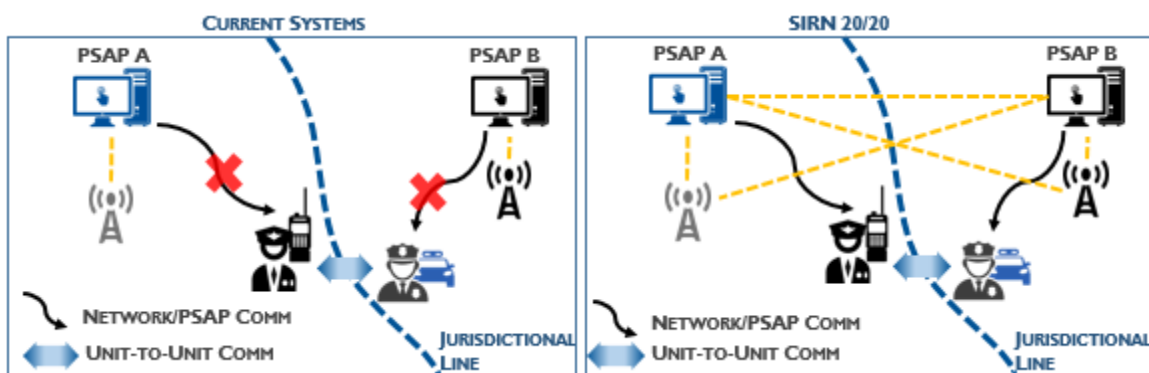 CURRENT SYSTEMS
PSAP A
PSAP B
NETWORK/PSAP COMM
UNIT-TO-UNIT COMM
JURISDICTIONAL
LINE
SIRN 20/20
PSAP A
PSAP B
NETWORK/PSAP COMM
UNIT-TO-UNIT COMM
JURISDICTIONAL
LINE